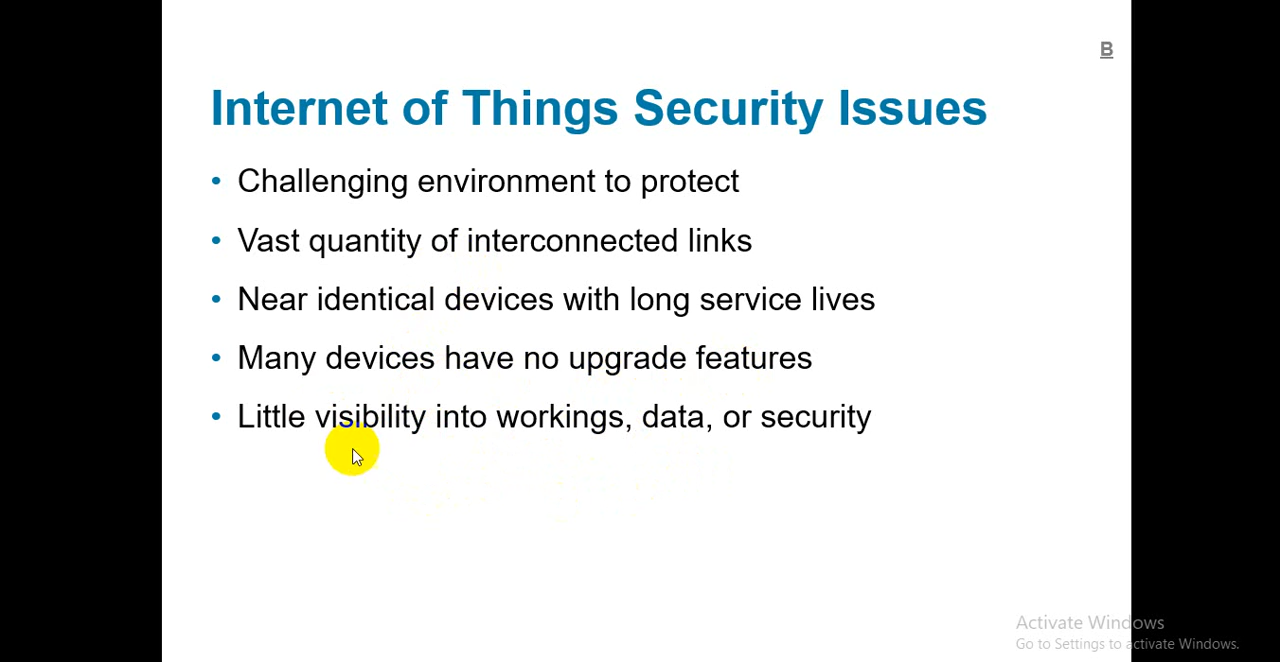 B
Internet of Things Security Issues
• Challenging environment to protect
• Vast quantity of interconnected links
• Near identical devices with long service lives
• Many devices have no upgrade features
• Little visibility into workings, data, or security
Activate Windows
Go to Settings to activate Windows.